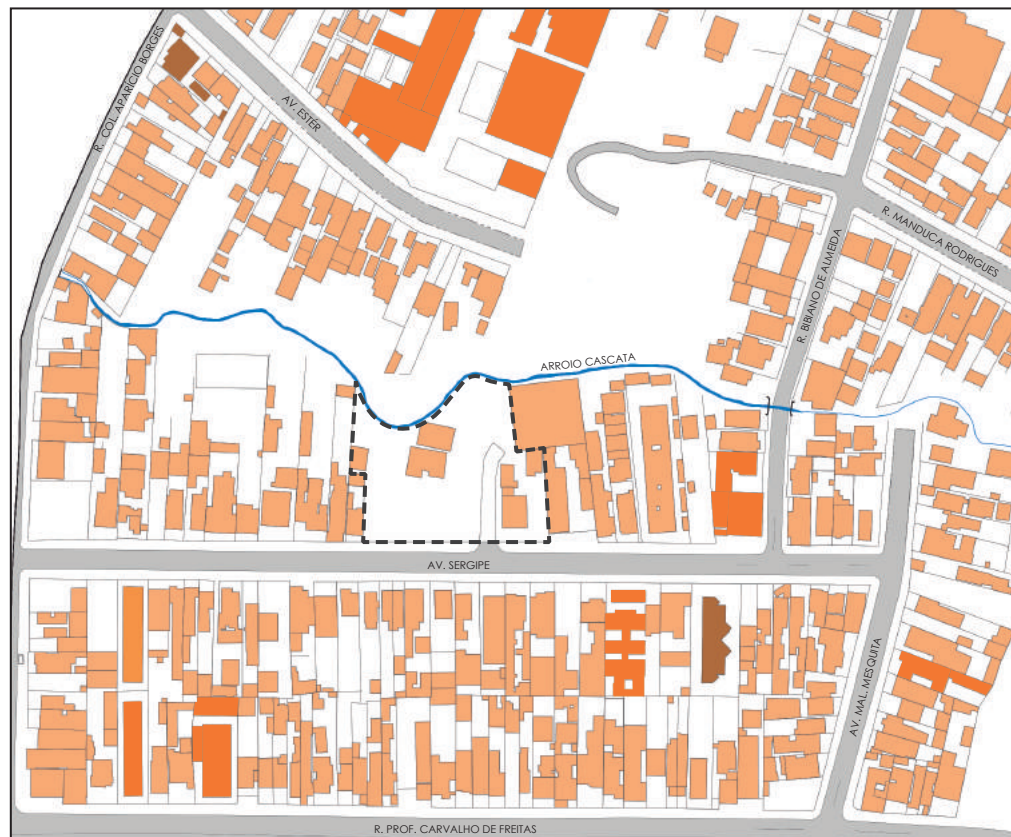 R. COL. APARÍCIO BORGES
AV. ESTÉR
R. MANDUCA RODRIGUES
R. BIBIANO DE ALMEIDA
ARROIO CASCATA
AV. SERGIPE
AV. MAL. MESQUITA
R. PROF. CARVALHO DE FREITAS